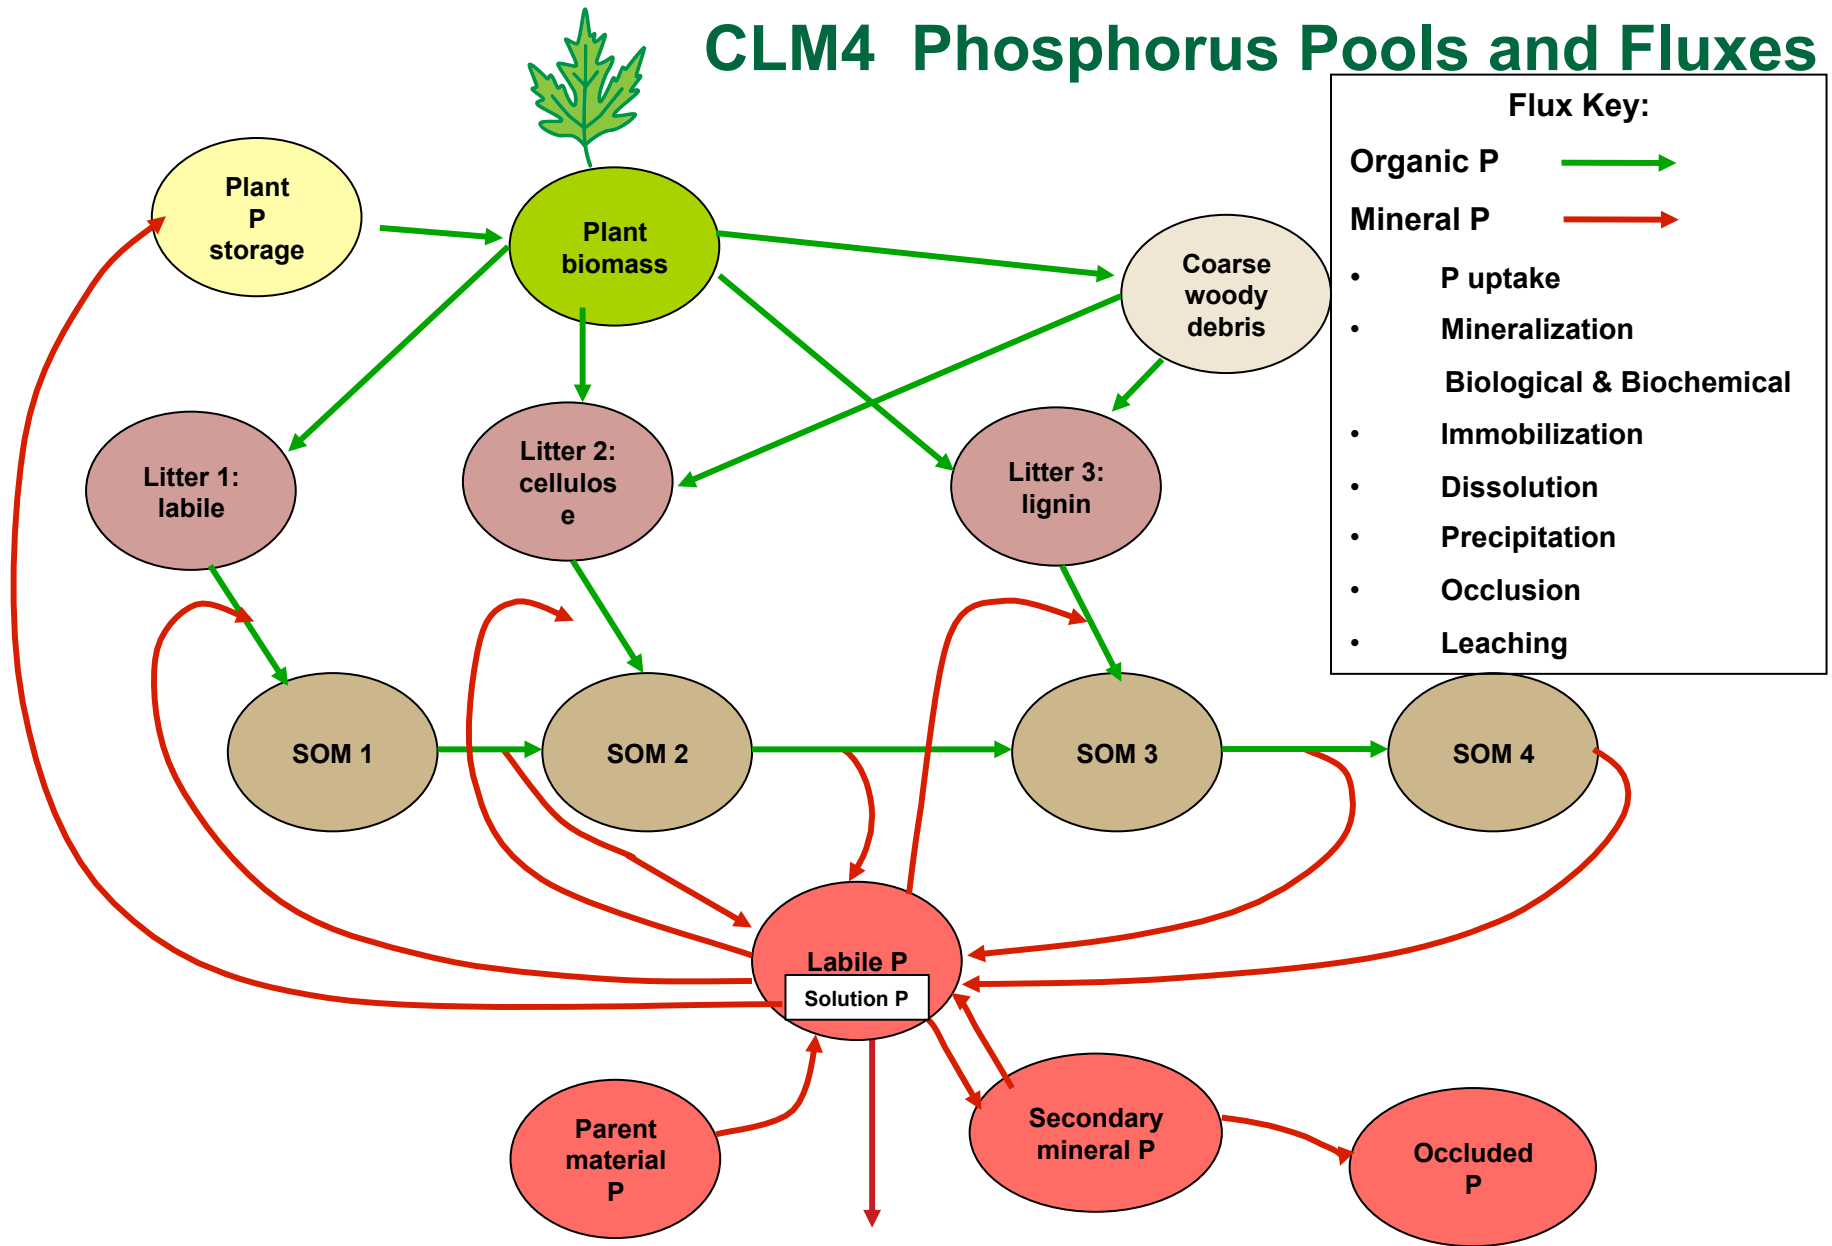 CLM4  Phosphorus Pools and Fluxes
Flux Key:
Organic P
Mineral P
• P uptake
• Mineralization
Biological & Biochemical
• Immobilization
• Dissolution
• Precipitation
• Occlusion
• Leaching
Plant
P
storage
Plant
biomass
Coarse
woody
debris
Litter 1:
labile
Litter 2:
cellulos
e
Litter 3:
lignin
SOM 1
SOM 2
SOM 3
SOM 4
Labile P
Solution P
Parent
material
P
Secondary
mineral P
Occluded
P